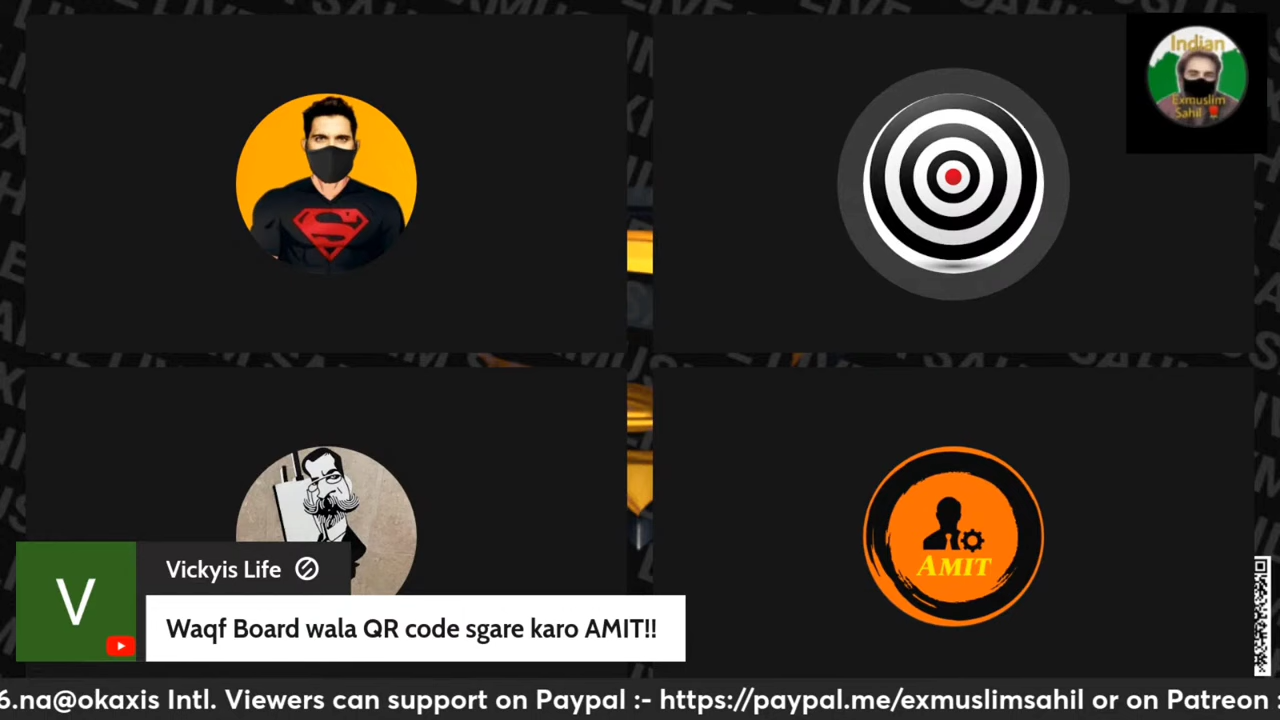 Indian
Exmuslim
Sahil
AMIT
V
Vickyis Life
Waqf Board wala QR code sgare karo AMIT!!
6.na@okaxis Intl. Viewers can support on Paypal :- https://paypal.me/exmuslimsahil or on Patreon :